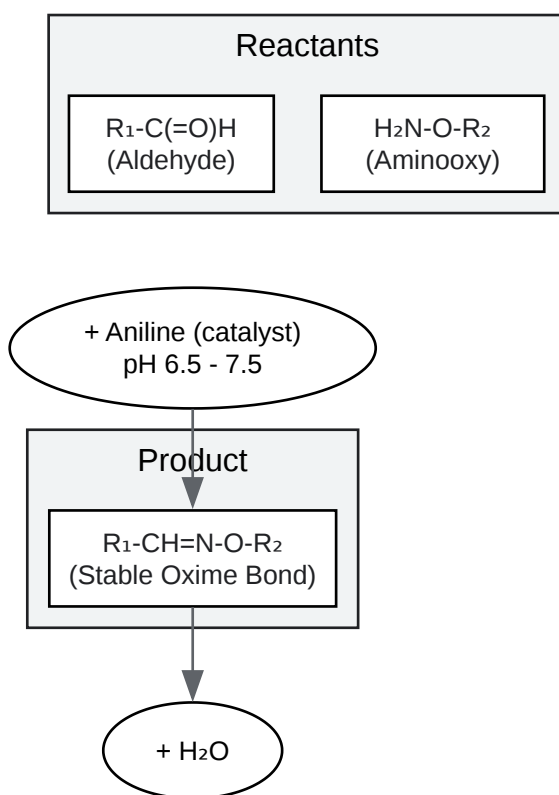 Reactants
R₁-C(=O)H
(Aldehyde)
H₂N-O-R₂
(Aminooxy)
+ Aniline (catalyst)
pH 6.5 - 7.5
Product
R₁-CH=N-O-R₂
(Stable Oxime Bond)
+ H₂O